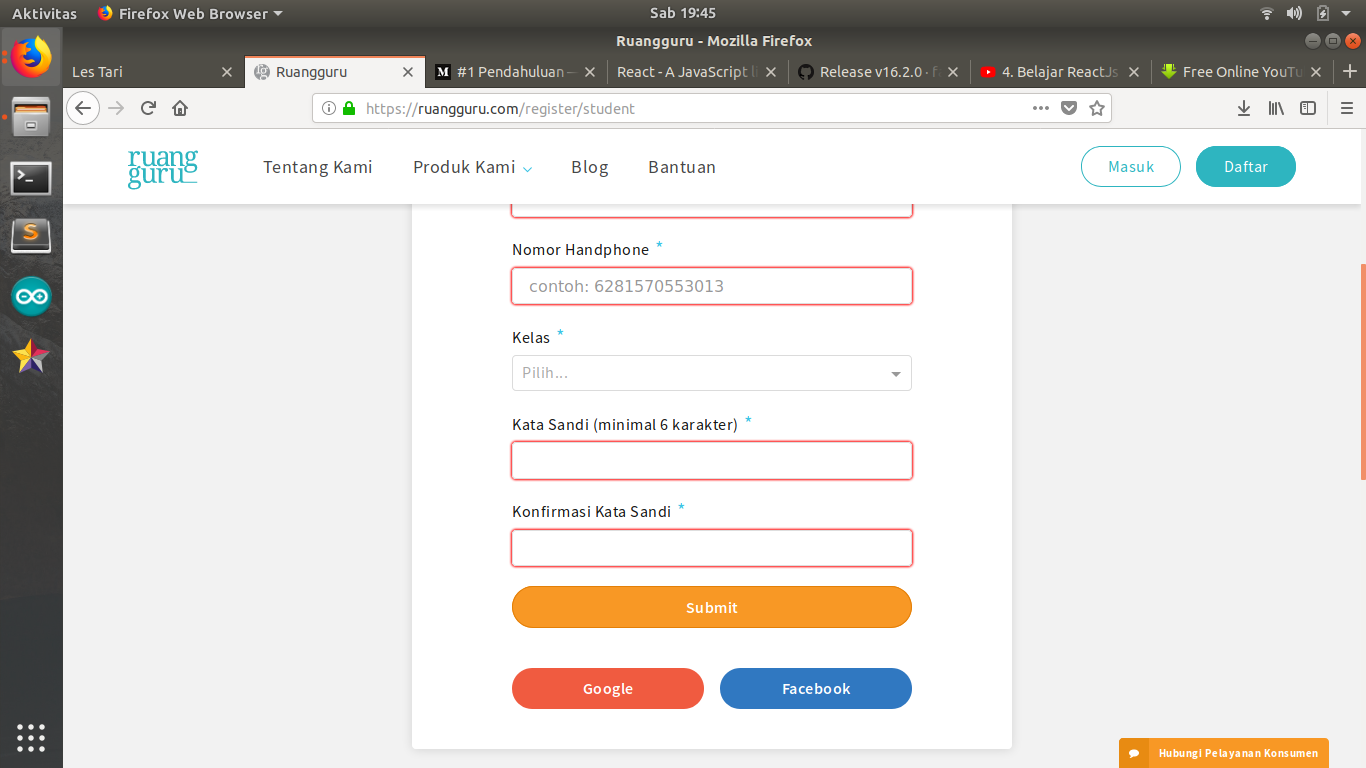 Aktivitas
Firefox Web Browser
Sab 19:45
Ruangguru - Mozilla Firefox
Les Tari
Ruangguru
#1 Pendahuluan —
React - A JavaScript l
Release v16.2.0 · f
4. Belajar ReactJs
Free Online YouTu
https://ruangguru.com/register/student
ruang
guru
Tentang Kami
Produk Kami
Blog
Bantuan
Masuk
Daftar
Nomor Handphone *
contoh: 6281570553013
Kelas *
Pilih...
Kata Sandi (minimal 6 karakter) *
Konfirmasi Kata Sandi *
Submit
Google
Facebook
Hubungi Pelayanan Konsumen